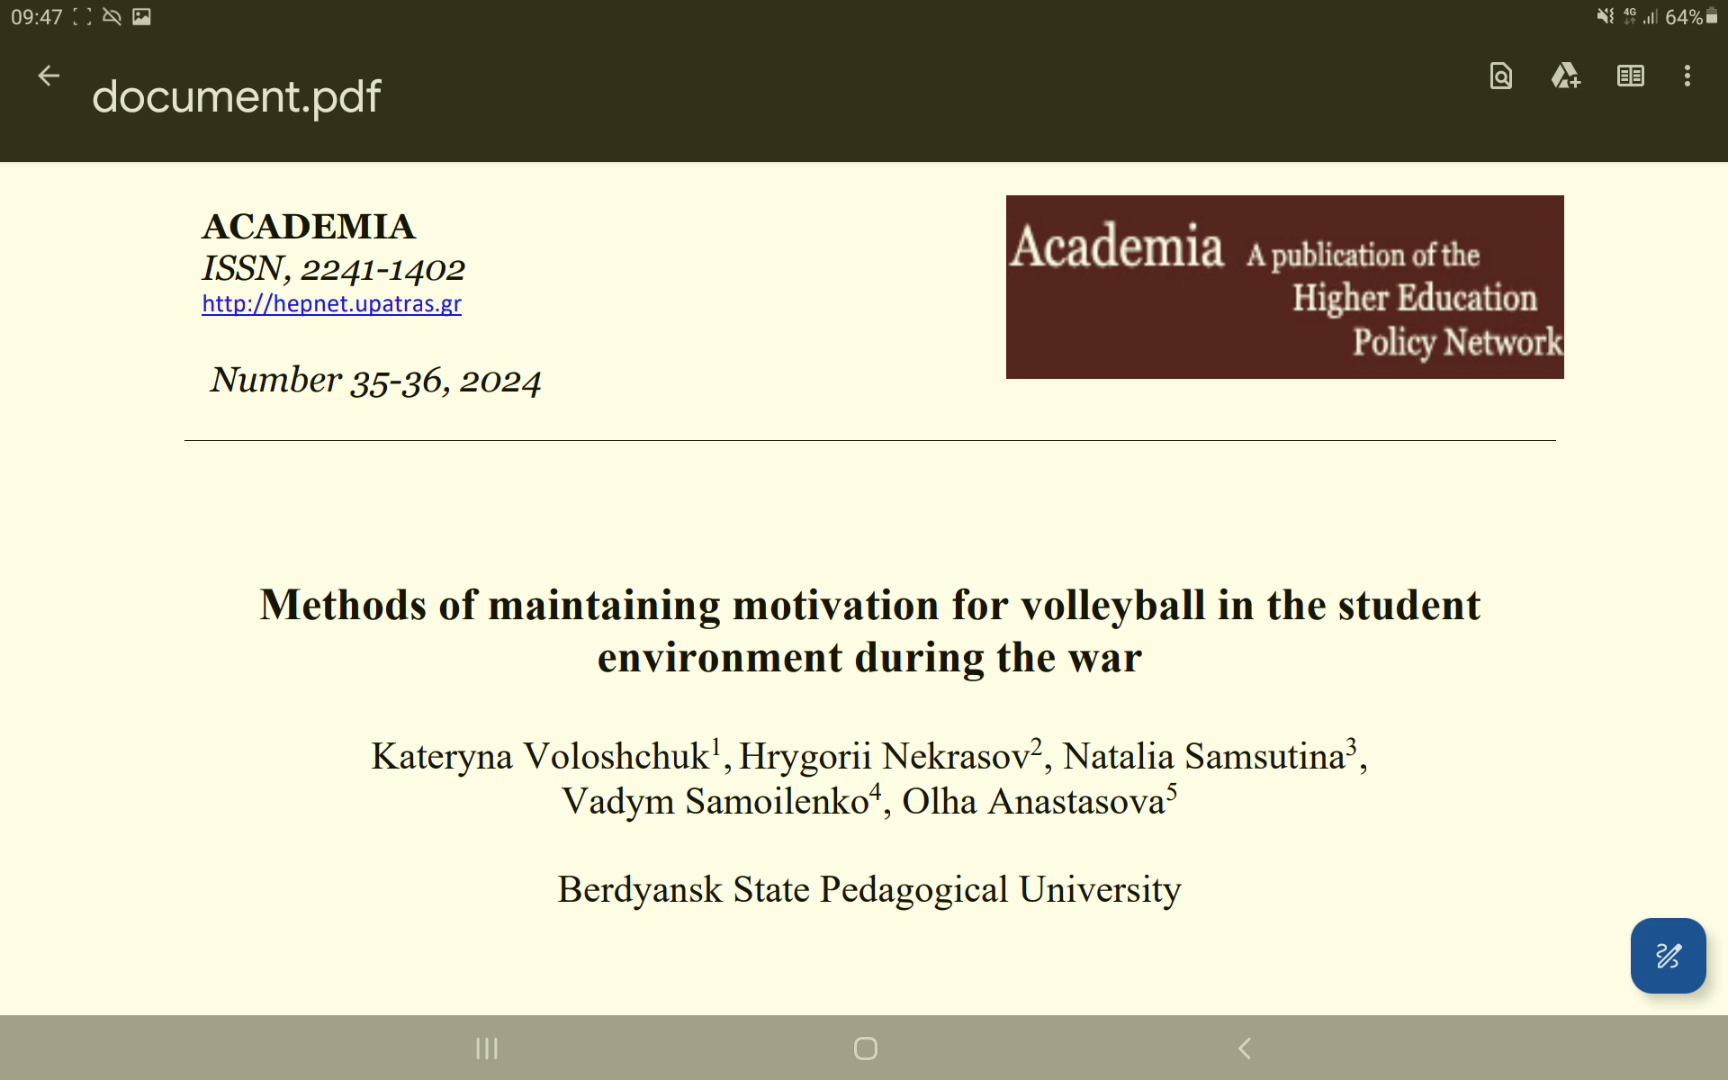 09:47
4G
64%
document.pdf
ACADEMIA
ISSN, 2241-1402
http://hepnet.upatras.gr
Number 35-36, 2024
Academia A publication of the
Higher Education
Policy Network
Methods of maintaining motivation for volleyball in the student
environment during the war
Kateryna Voloshchuk¹, Hrygorii Nekrasov², Natalia Samsutina³,
Vadym Samoilenko⁴, Olha Anastasova⁵
Berdyansk State Pedagogical University